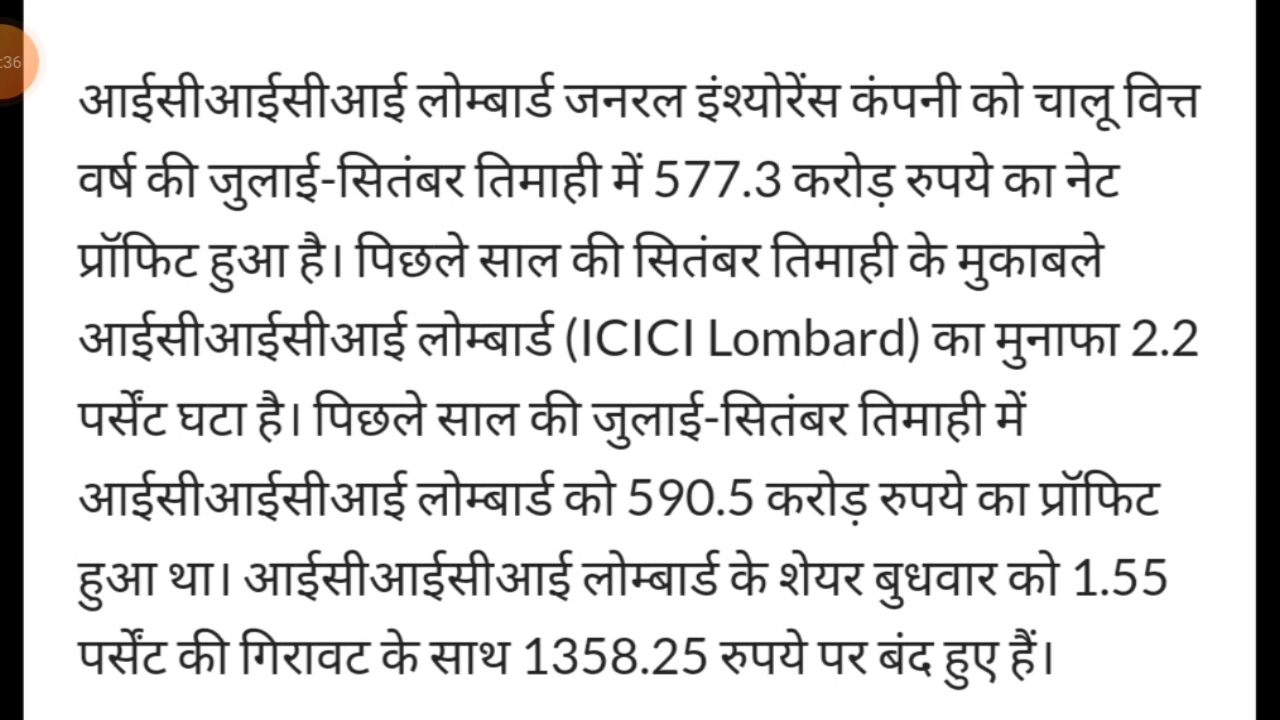 :36
आईसीआईसीआई लोम्बार्ड जनरल इंश्योरेंस कंपनी को चालू वित्त
वर्ष की जुलाई-सितंबर तिमाही में 577.3 करोड़ रुपये का नेट
प्रॉफिट हुआ है। पिछले साल की सितंबर तिमाही के मुकाबले
आईसीआईसीआई लोम्बार्ड (ICICI Lombard) का मुनाफा 2.2
पर्सेंट घटा है। पिछले साल की जुलाई-सितंबर तिमाही में
आईसीआईसीआई लोम्बार्ड को 590.5 करोड़ रुपये का प्रॉफिट
हुआ था। आईसीआईसीआई लोम्बार्ड के शेयर बुधवार को 1.55
पर्सेंट की गिरावट के साथ 1358.25 रुपये पर बंद हुए हैं।